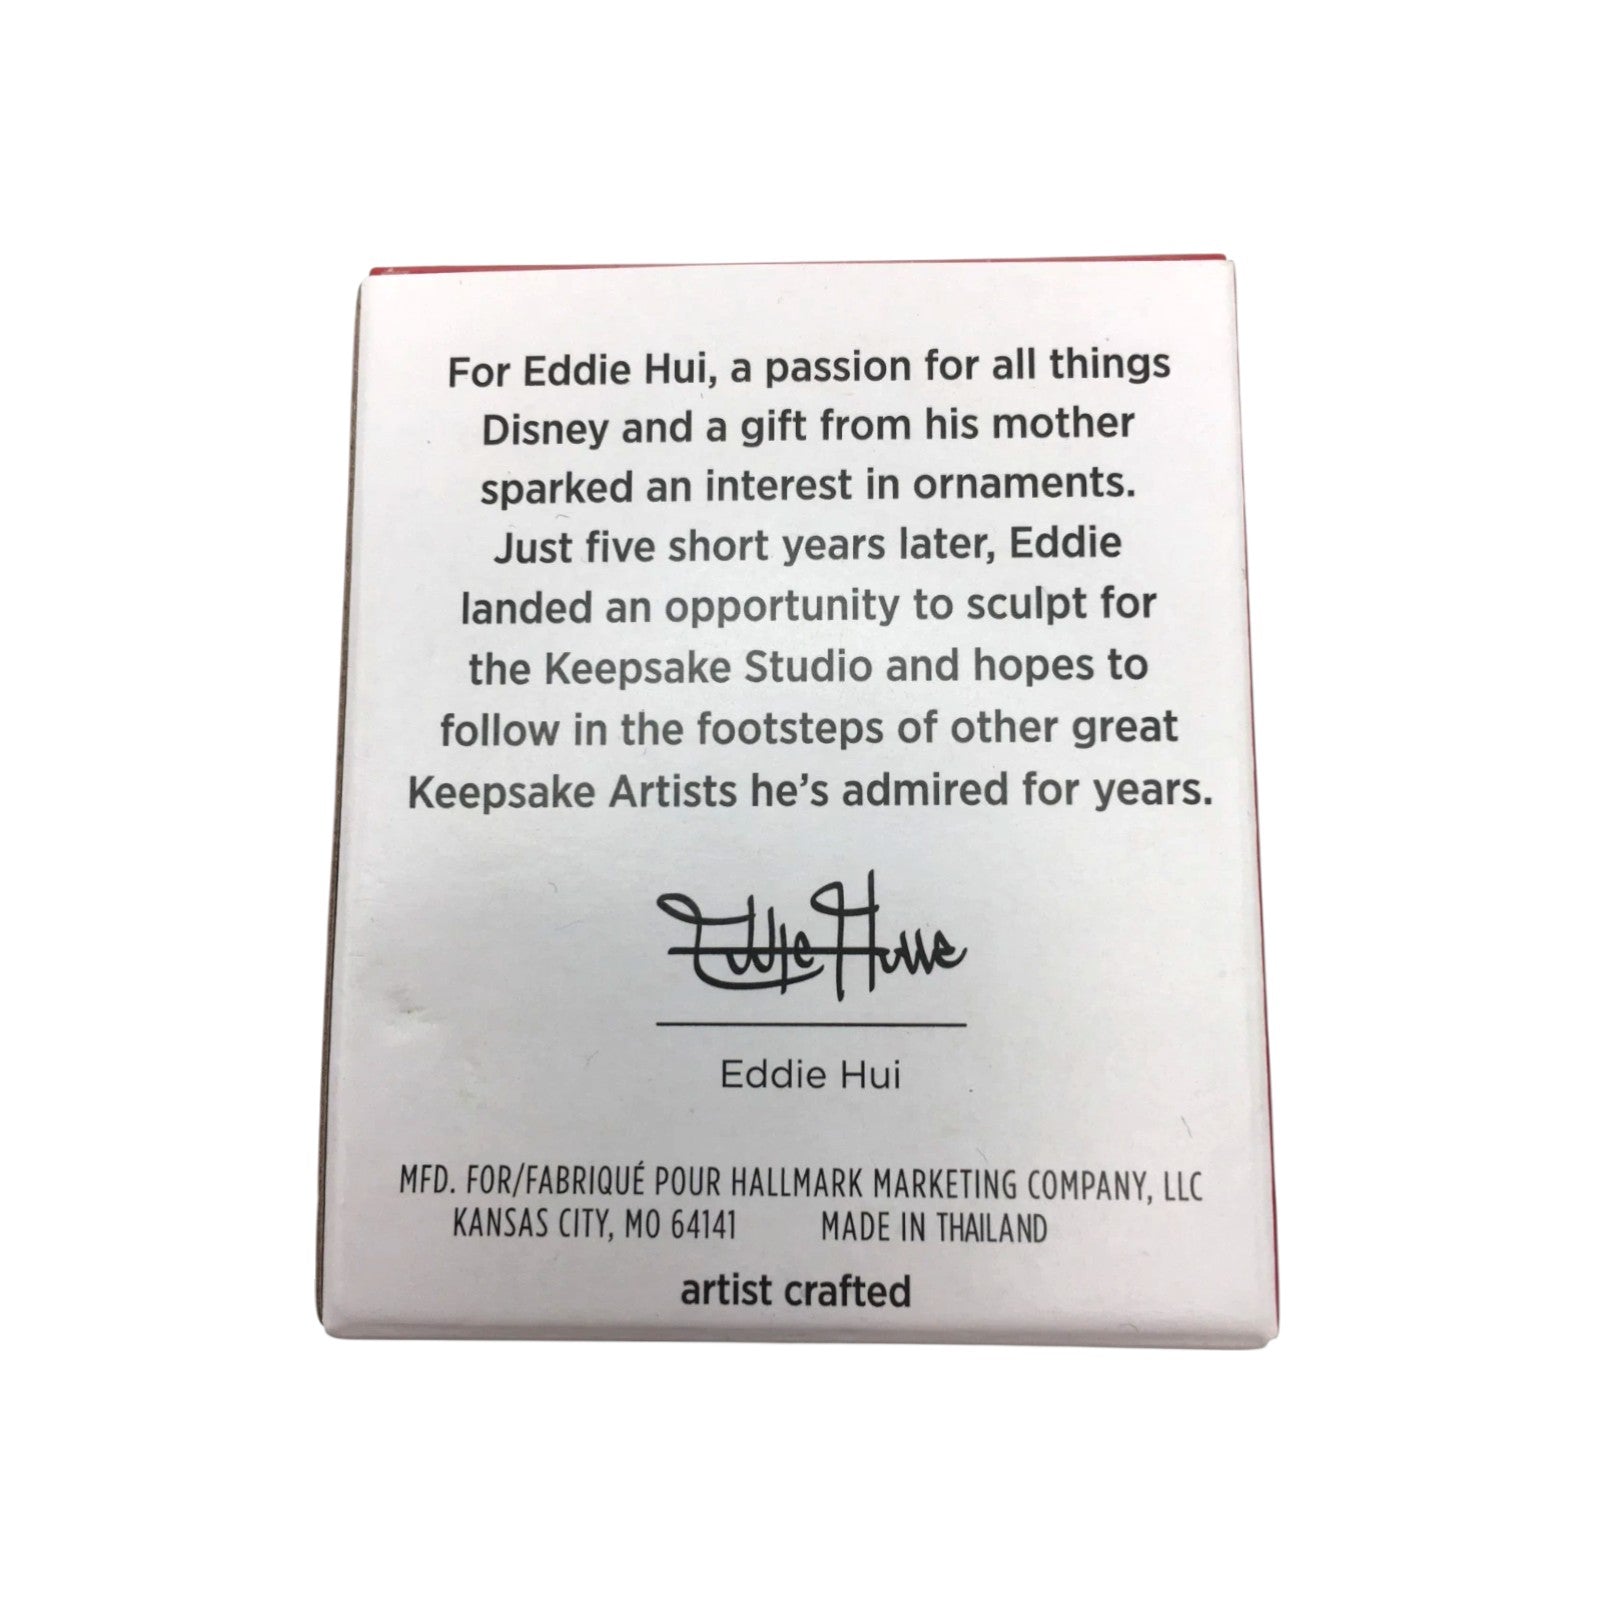 For Eddie Hui, a passion for all things
Disney and a gift from his mother
sparked an interest in ornaments.
Just five short years later, Eddie
landed an opportunity to sculpt for
the Keepsake Studio and hopes to
follow in the footsteps of other great
Keepsake Artists he's admired for years.
Eddie Hui
Eddie Hui
MFD. FOR/FABRIQUÉ POUR HALLMARK MARKETING COMPANY, LLC
KANSAS CITY, MO 64141 MADE IN THAILAND
artist crafted